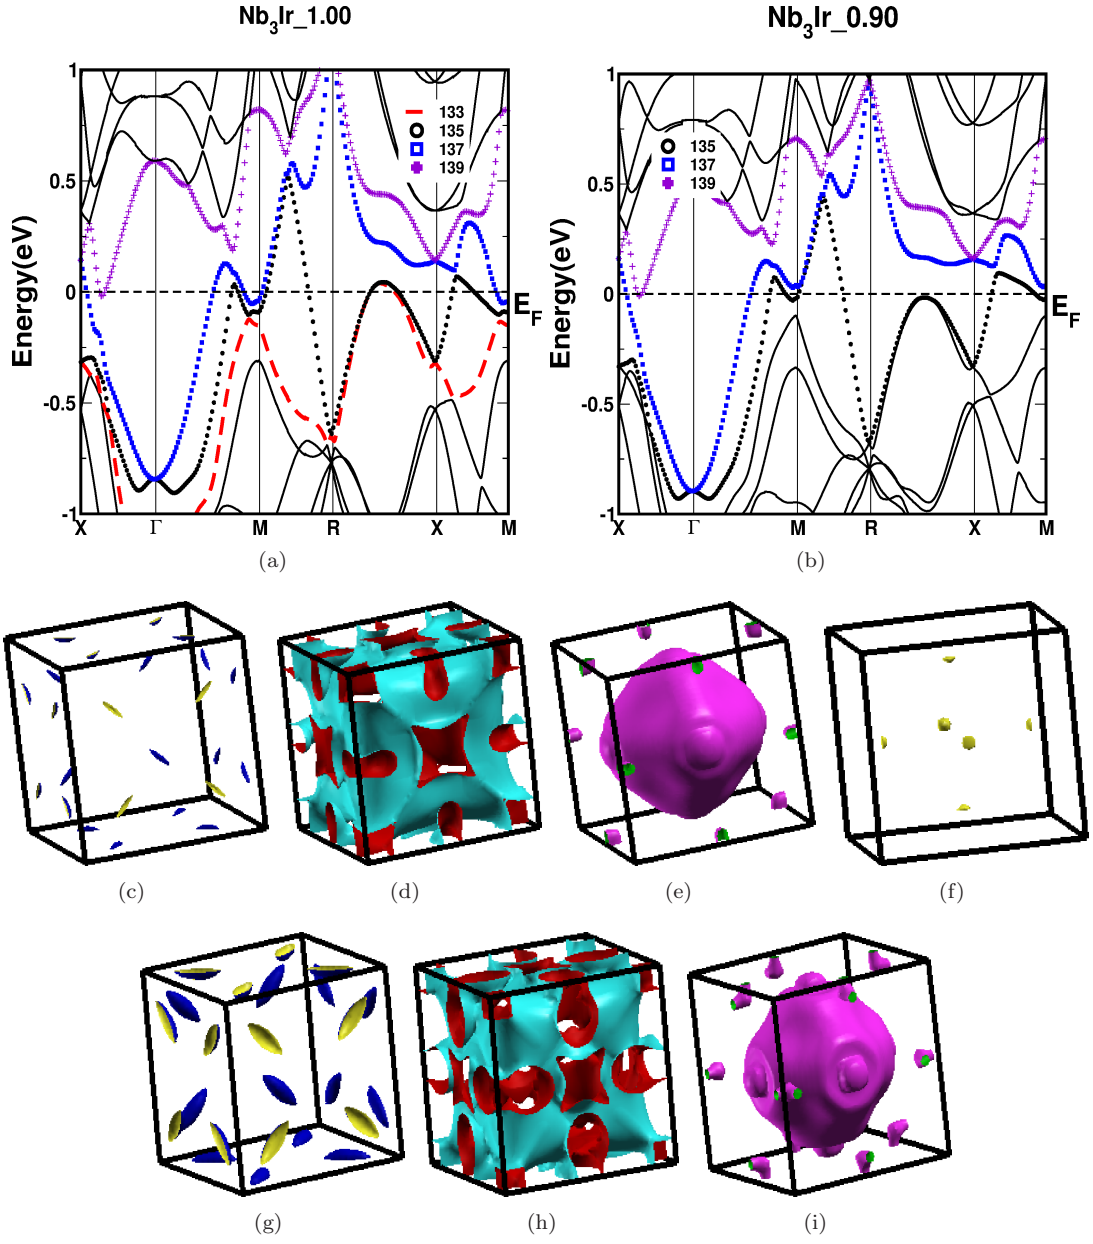 Nb3Ir_1.00
Nb3Ir_0.90
1
0.5
0
-0.5
-1
Energy(eV)
133
135
137
139
EF
X Γ M R X M
(a)
1
0.5
0
-0.5
-1
Energy(eV)
135
137
139
EF
X Γ M R X M
(b)
(c)
(d)
(e)
(f)
(g)
(h)
(i)